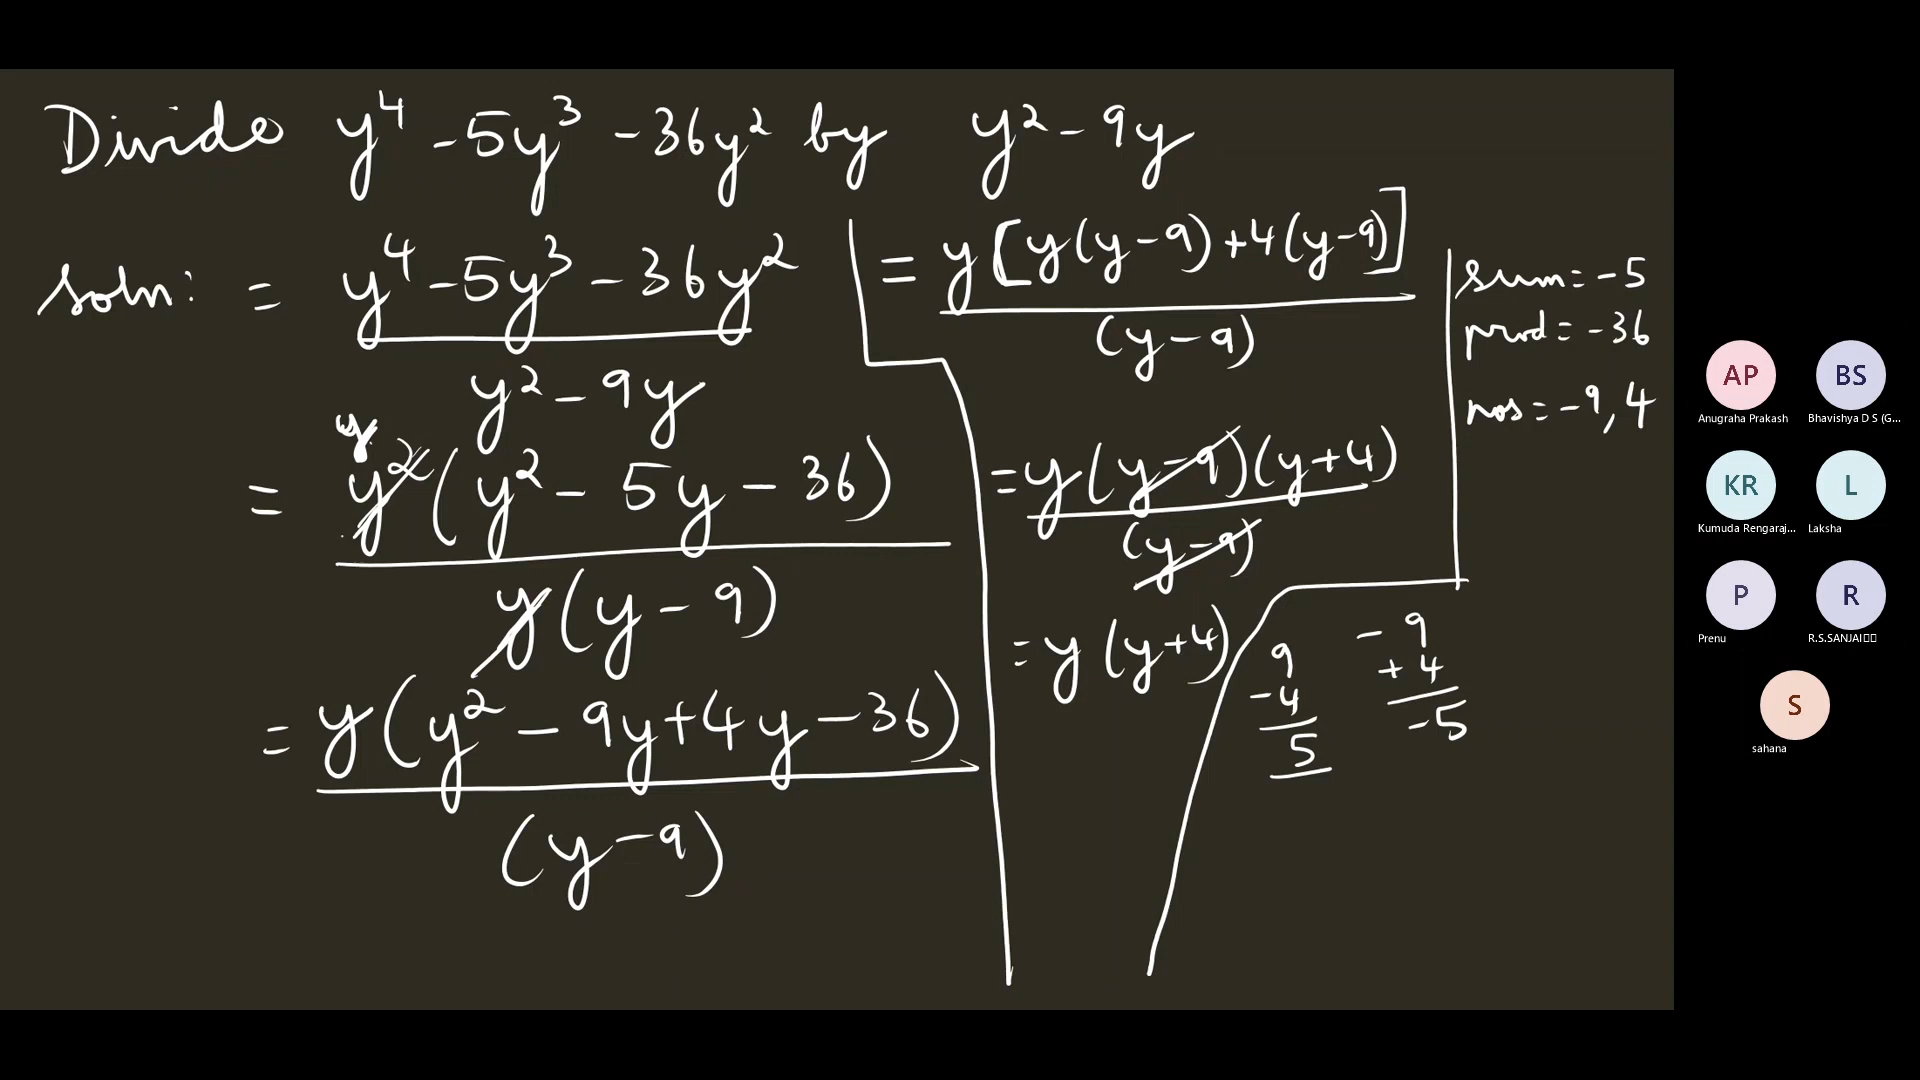 Divide y⁴ - 5y³ - 36y² by y² - 9y
soln: = y⁴ - 5y³ - 36y²
y² - 9y
y
= y² ( y² - 5y - 36 )
y ( y - 9 )
= y ( y² - 9y + 4y - 36 )
( y - 9 )
= y [ y ( y - 9 ) + 4 ( y - 9 ) ]
( y - 9 )
= y ( y - 9 ) ( y + 4 )
( y - 9 )
= y ( y + 4 )
sum = -5
prod = -36
nos = -9, 4
9
- 4
5
- 9
+ 4
- 5
AP
Anugraha Prakash
BS
Bhavishya D S (G...
KR
Kumuda Rengaraj...
L
Laksha
P
Prenu
R
R.S.SANJAI
S
sahana